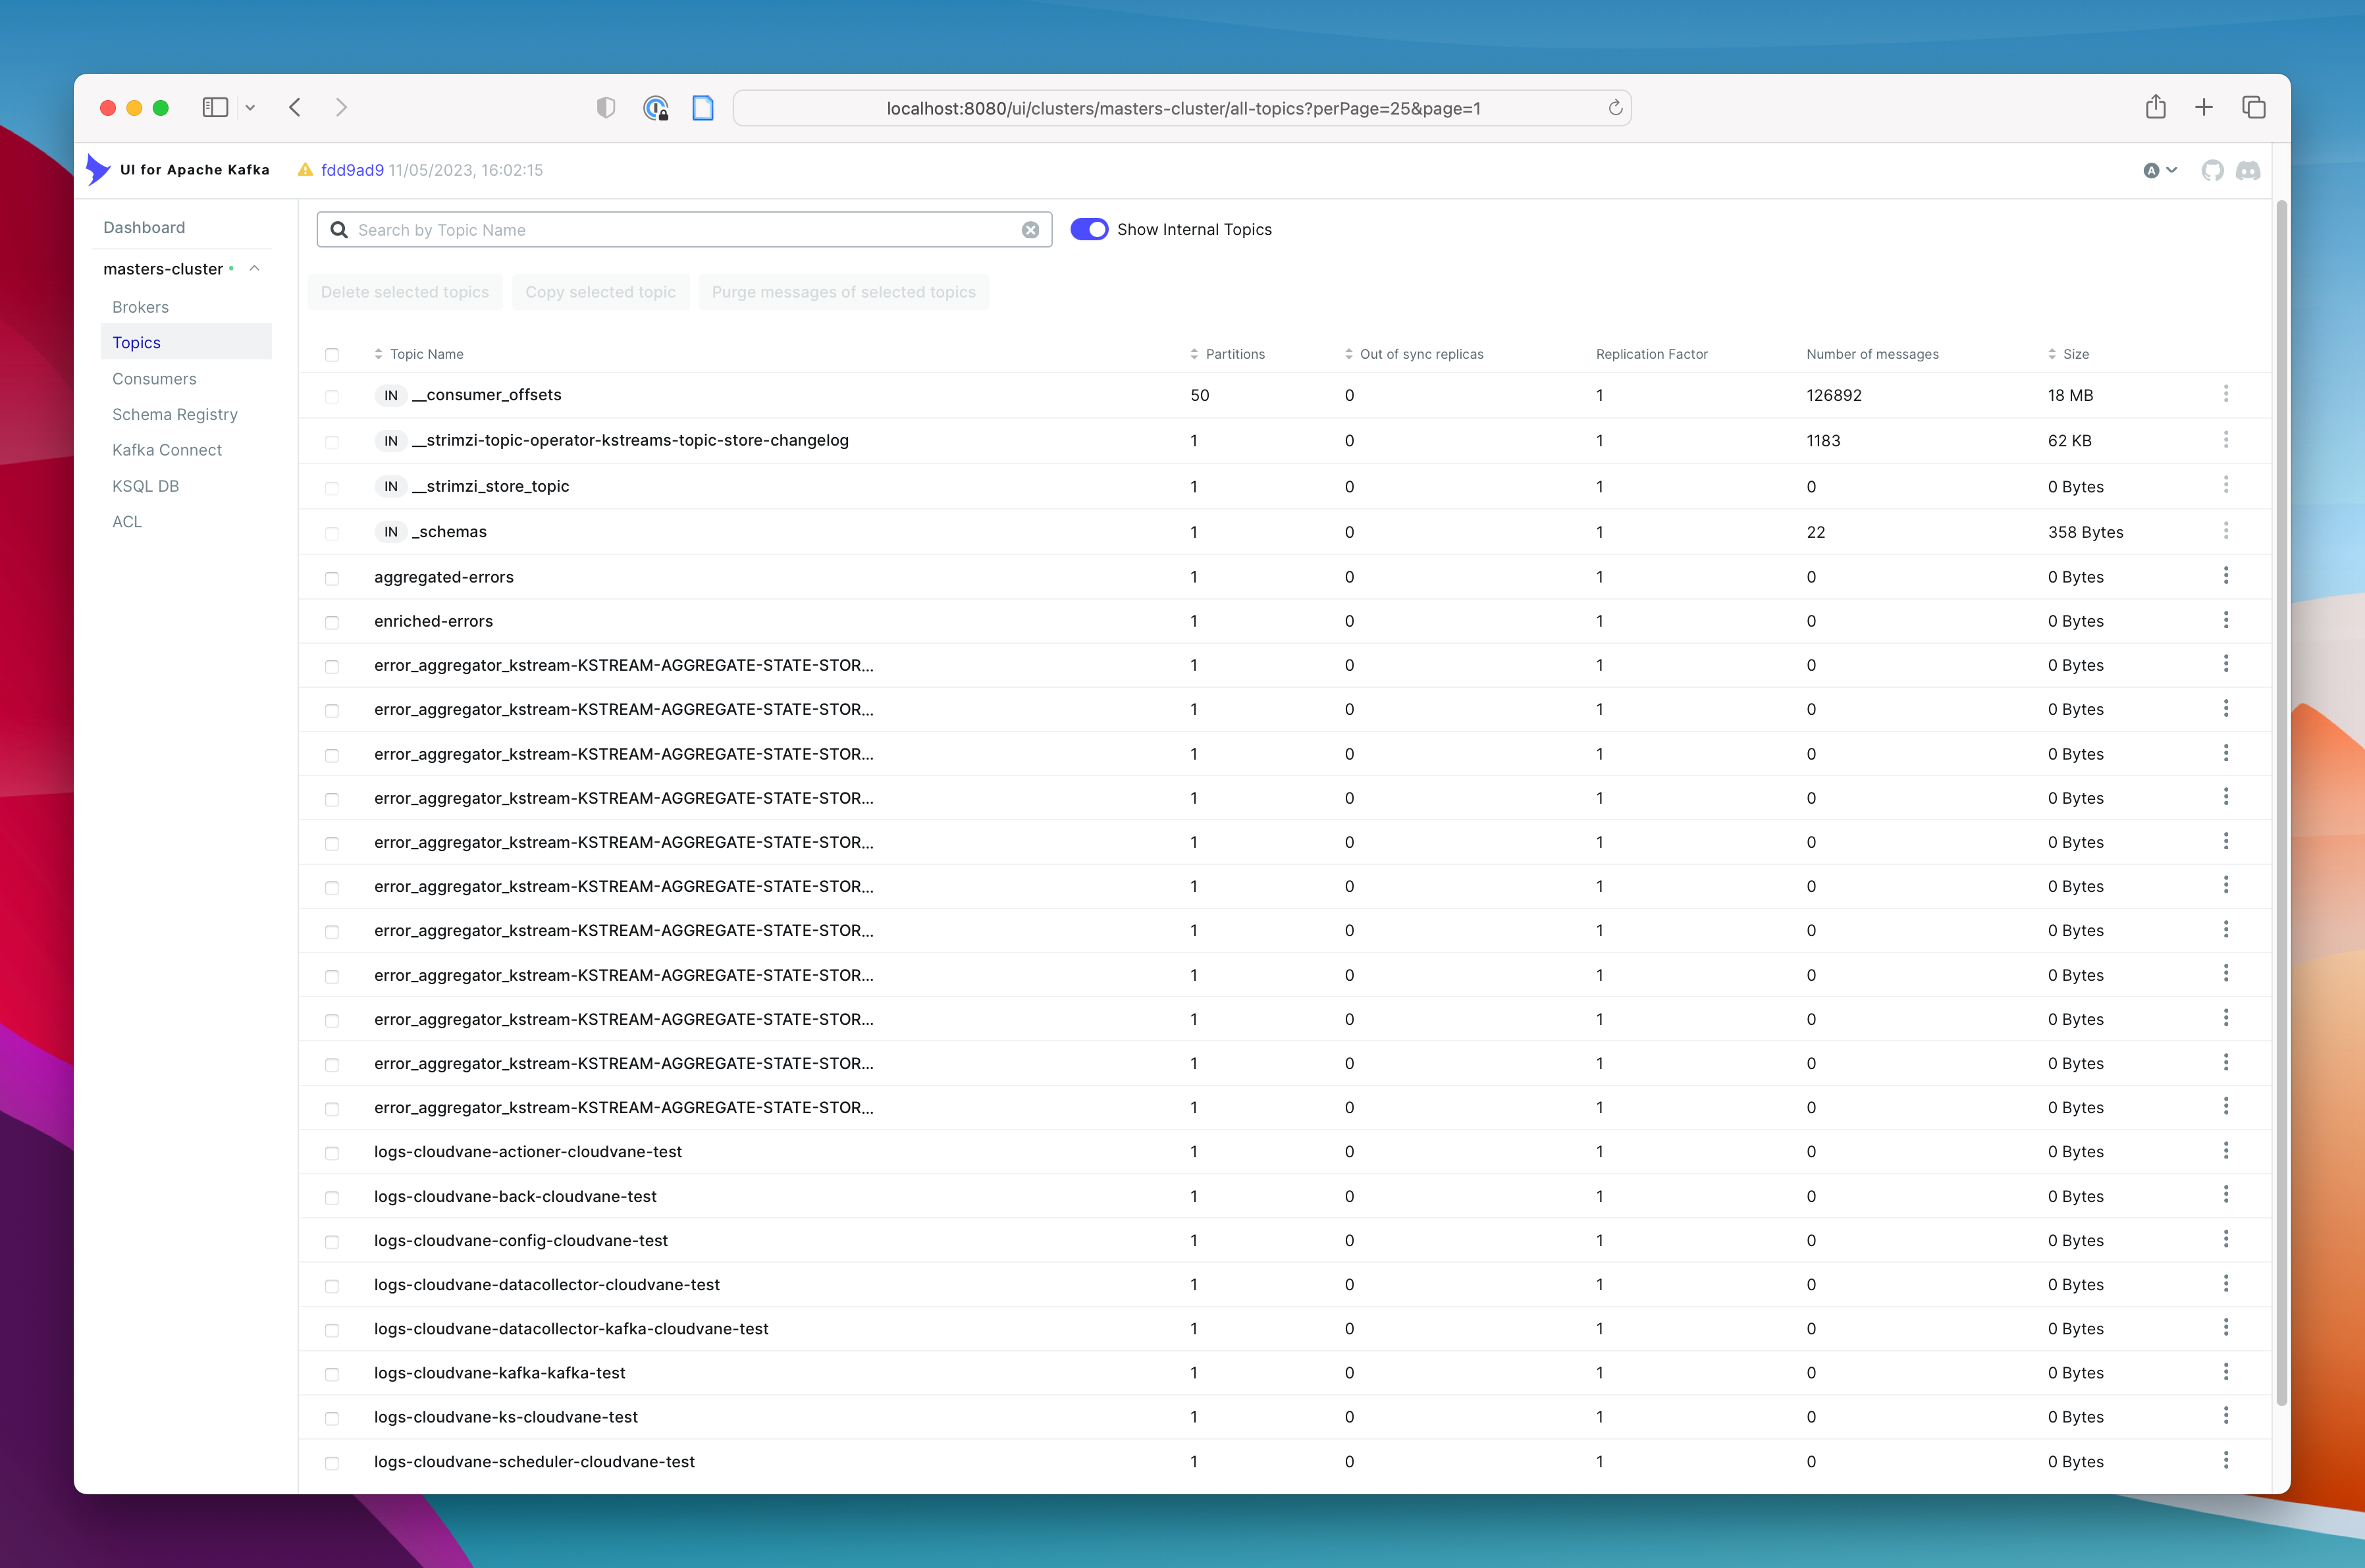 localhost:8080/ui/clusters/masters-cluster/all-topics?perPage=25&page=1
UI for Apache Kafka fdd9ad9 11/05/2023, 16:02:15 A
Dashboard
masters-cluster
Brokers
Topics
Consumers
Schema Registry
Kafka Connect
KSQL DB
ACL
Search by Topic Name Show Internal Topics
Delete selected topics Copy selected topic Purge messages of selected topics
Topic Name Partitions Out of sync replicas Replication Factor Number of messages Size
IN __consumer_offsets 50 0 1 126892 18 MB
IN __strimzi-topic-operator-kstreams-topic-store-changelog 1 0 1 1183 62 KB
IN __strimzi_store_topic 1 0 1 0 0 Bytes
IN _schemas 1 0 1 22 358 Bytes
aggregated-errors 1 0 1 0 0 Bytes
enriched-errors 1 0 1 0 0 Bytes
error_aggregator_kstream-KSTREAM-AGGREGATE-STATE-STOR... 1 0 1 0 0 Bytes
error_aggregator_kstream-KSTREAM-AGGREGATE-STATE-STOR... 1 0 1 0 0 Bytes
error_aggregator_kstream-KSTREAM-AGGREGATE-STATE-STOR... 1 0 1 0 0 Bytes
error_aggregator_kstream-KSTREAM-AGGREGATE-STATE-STOR... 1 0 1 0 0 Bytes
error_aggregator_kstream-KSTREAM-AGGREGATE-STATE-STOR... 1 0 1 0 0 Bytes
error_aggregator_kstream-KSTREAM-AGGREGATE-STATE-STOR... 1 0 1 0 0 Bytes
error_aggregator_kstream-KSTREAM-AGGREGATE-STATE-STOR... 1 0 1 0 0 Bytes
error_aggregator_kstream-KSTREAM-AGGREGATE-STATE-STOR... 1 0 1 0 0 Bytes
error_aggregator_kstream-KSTREAM-AGGREGATE-STATE-STOR... 1 0 1 0 0 Bytes
error_aggregator_kstream-KSTREAM-AGGREGATE-STATE-STOR... 1 0 1 0 0 Bytes
error_aggregator_kstream-KSTREAM-AGGREGATE-STATE-STOR... 1 0 1 0 0 Bytes
logs-cloudvane-actioner-cloudvane-test 1 0 1 0 0 Bytes
logs-cloudvane-back-cloudvane-test 1 0 1 0 0 Bytes
logs-cloudvane-config-cloudvane-test 1 0 1 0 0 Bytes
logs-cloudvane-datacollector-cloudvane-test 1 0 1 0 0 Bytes
logs-cloudvane-datacollector-kafka-cloudvane-test 1 0 1 0 0 Bytes
logs-cloudvane-kafka-kafka-test 1 0 1 0 0 Bytes
logs-cloudvane-ks-cloudvane-test 1 0 1 0 0 Bytes
logs-cloudvane-scheduler-cloudvane-test 1 0 1 0 0 Bytes